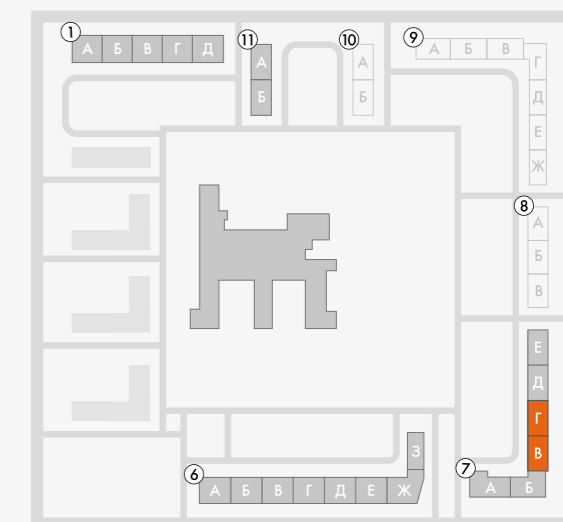 1
А Б В Г Д
11
А
Б
10
А
Б
9
А Б В
Г
Д
Е
Ж
8
А
Б
В
Е
Д
Г
В
7
А Б
6
А Б В Г Д Е Ж
З